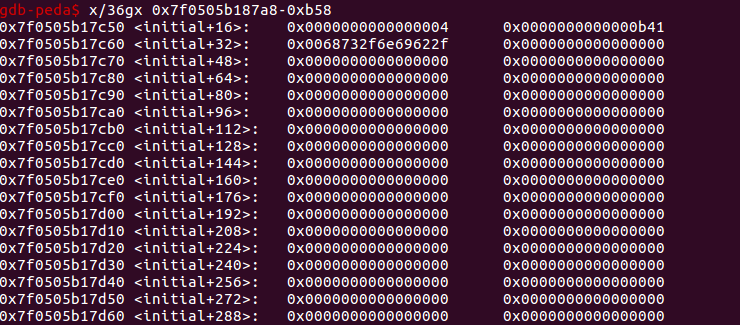 gdb-peda$ x/36gx 0x7f0505b187a8-0xb58
0x7f0505b17c50 <initial+16>: 0x0000000000000004 0x0000000000000b41
0x7f0505b17c60 <initial+32>: 0x0068732f6e69622f 0x0000000000000000
0x7f0505b17c70 <initial+48>: 0x0000000000000000 0x0000000000000000
0x7f0505b17c80 <initial+64>: 0x0000000000000000 0x0000000000000000
0x7f0505b17c90 <initial+80>: 0x0000000000000000 0x0000000000000000
0x7f0505b17ca0 <initial+96>: 0x0000000000000000 0x0000000000000000
0x7f0505b17cb0 <initial+112>: 0x0000000000000000 0x0000000000000000
0x7f0505b17cc0 <initial+128>: 0x0000000000000000 0x0000000000000000
0x7f0505b17cd0 <initial+144>: 0x0000000000000000 0x0000000000000000
0x7f0505b17ce0 <initial+160>: 0x0000000000000000 0x0000000000000000
0x7f0505b17cf0 <initial+176>: 0x0000000000000000 0x0000000000000000
0x7f0505b17d00 <initial+192>: 0x0000000000000000 0x0000000000000000
0x7f0505b17d10 <initial+208>: 0x0000000000000000 0x0000000000000000
0x7f0505b17d20 <initial+224>: 0x0000000000000000 0x0000000000000000
0x7f0505b17d30 <initial+240>: 0x0000000000000000 0x0000000000000000
0x7f0505b17d40 <initial+256>: 0x0000000000000000 0x0000000000000000
0x7f0505b17d50 <initial+272>: 0x0000000000000000 0x0000000000000000
0x7f0505b17d60 <initial+288>: 0x0000000000000000 0x0000000000000000